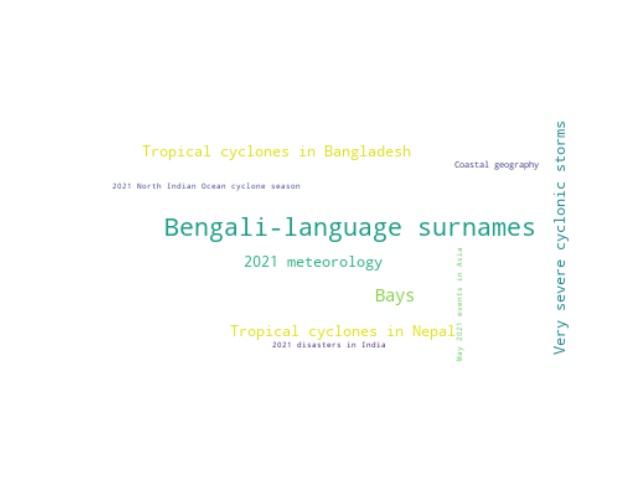 Tropical cyclones in Bangladesh
Coastal geography
2021 North Indian Ocean cyclone season
Bengali-language surnames
2021 meteorology
Bays
Tropical cyclones in Nepal
2021 disasters in India
May 2021 events in Asia
Very severe cyclonic storms